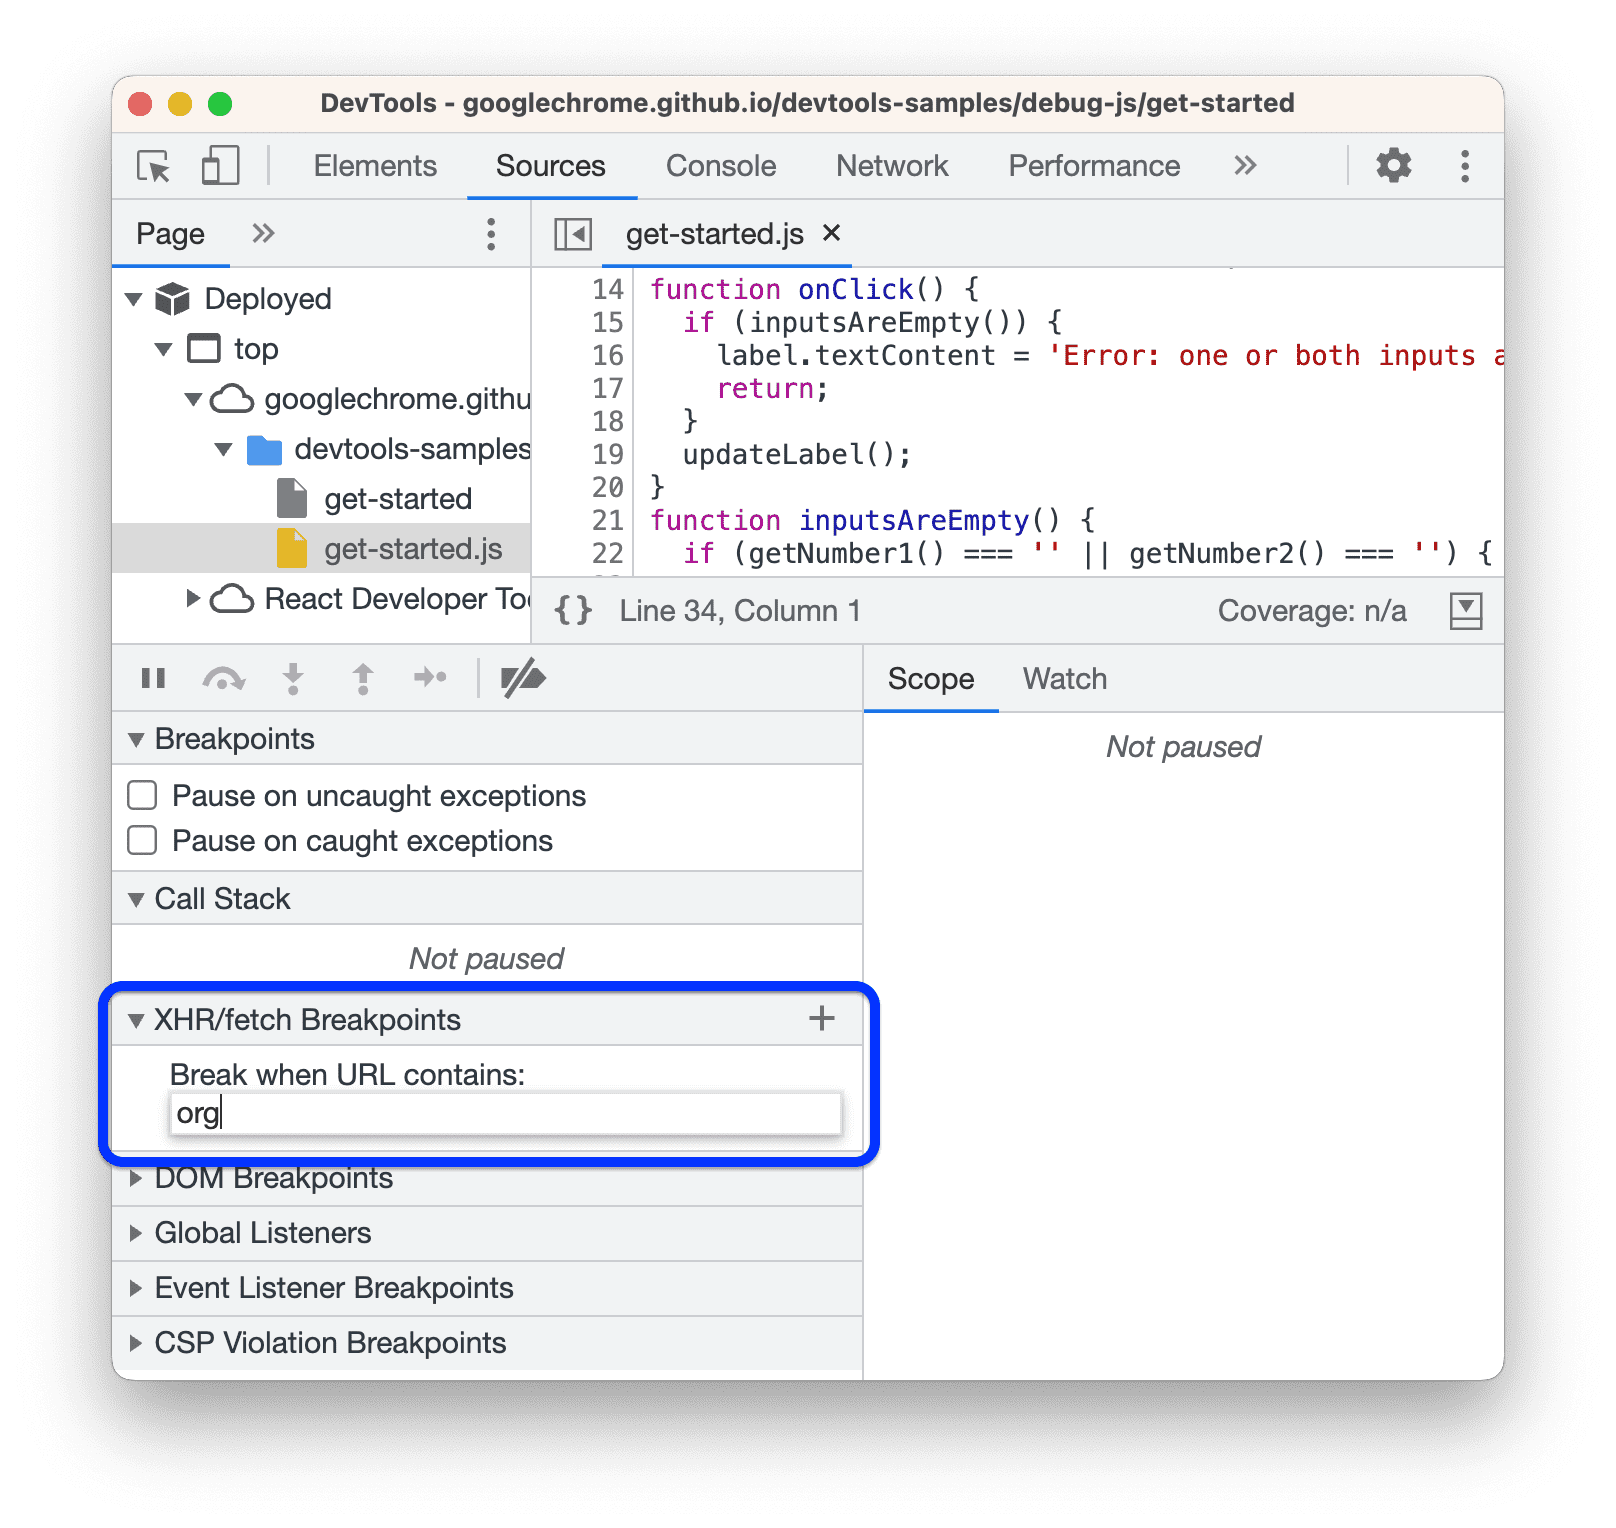 DevTools - googlechrome.github.io/devtools-samples/debug-js/get-started
Elements Sources Console Network Performance »
Page » get-started.js ×
Deployed
top
googlechrome.githu
devtools-samples
get-started
get-started.js
React Developer Too
14 function onClick() {
15 if (inputsAreEmpty()) {
16 label.textContent = 'Error: one or both inputs a
17 return;
18 }
19 updateLabel();
20 }
21 function inputsAreEmpty() {
22 if (getNumber1() === '' || getNumber2() === '') {
{} Line 34, Column 1 Coverage: n/a
Breakpoints
Pause on uncaught exceptions
Pause on caught exceptions
Call Stack
Not paused
XHR/fetch Breakpoints +
Break when URL contains:
org
DOM Breakpoints
Global Listeners
Event Listener Breakpoints
CSP Violation Breakpoints
Scope Watch
Not paused